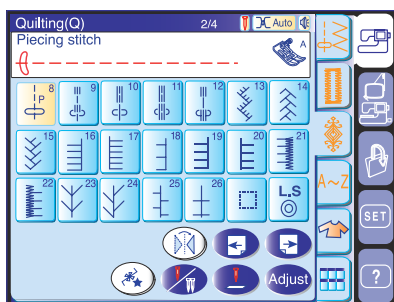 Quilting(Q) 2/4 Auto
Piecing stitch
A
8 P 9 10 11 12 13 14
15 16 17 18 19 20 21
22 23 24 25 26 L.S
A~Z
SET
Adjust
?